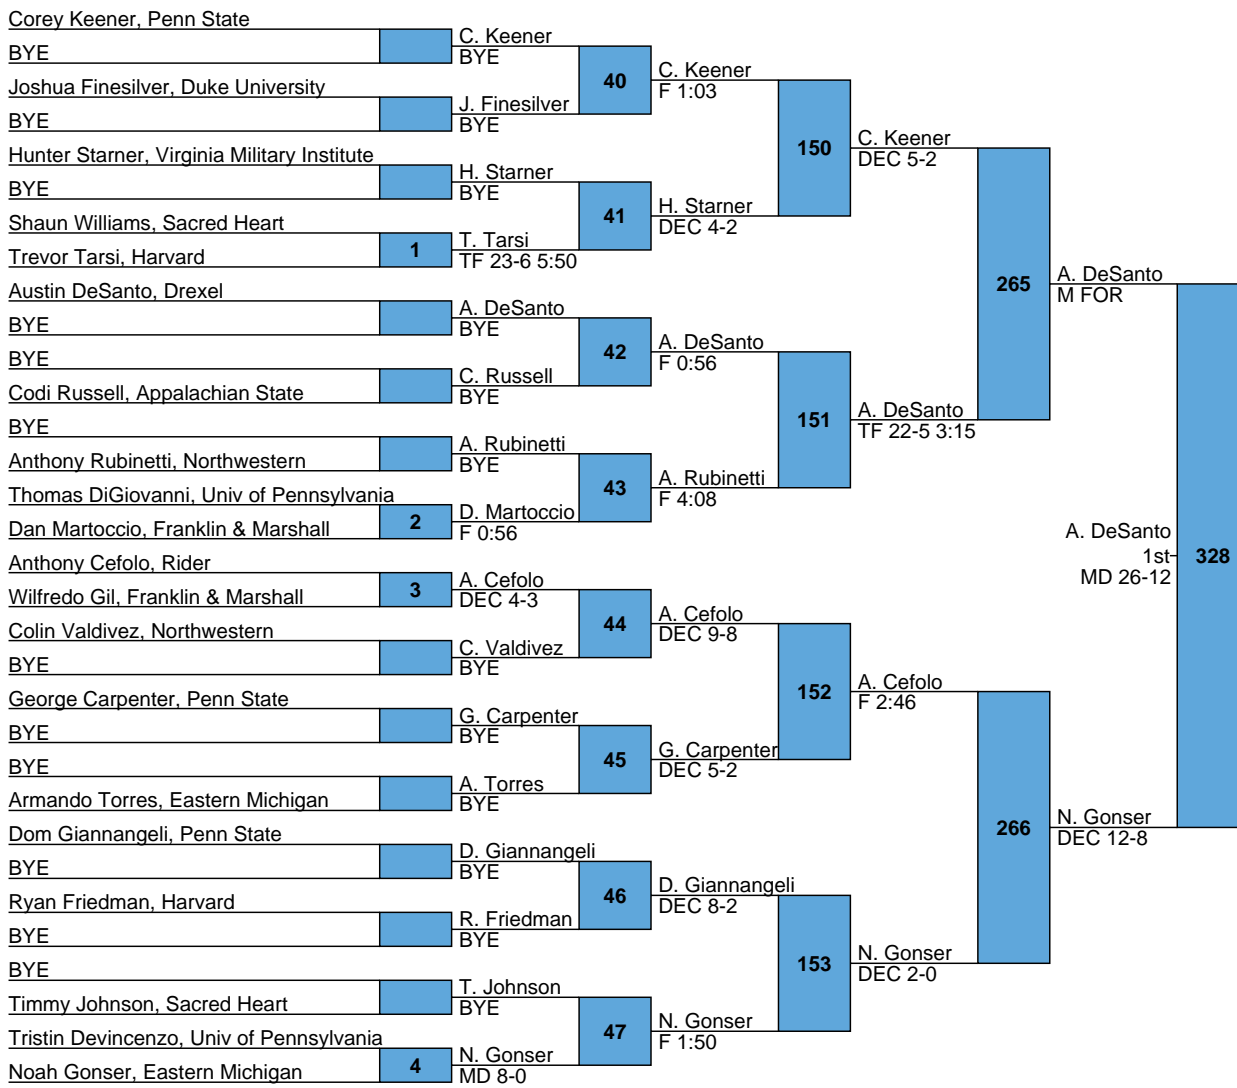 Corey Keener, Penn State
BYE
Joshua Finesilver, Duke University
BYE
Hunter Starner, Virginia Military Institute
BYE
Shaun Williams, Sacred Heart
Trevor Tarsi, Harvard
Austin DeSanto, Drexel
BYE
BYE
Codi Russell, Appalachian State
BYE
Anthony Rubinetti, Northwestern
Thomas DiGiovanni, Univ of Pennsylvania
Dan Martoccio, Franklin & Marshall
Anthony Cefolo, Rider
Wilfredo Gil, Franklin & Marshall
Colin Valdivez, Northwestern
BYE
George Carpenter, Penn State
BYE
BYE
Armando Torres, Eastern Michigan
Dom Giannangeli, Penn State
BYE
Ryan Friedman, Harvard
BYE
BYE
Timmy Johnson, Sacred Heart
Tristin Devincenzo, Univ of Pennsylvania
Noah Gonser, Eastern Michigan
1
2
3
4
C. Keener
BYE
J. Finesilver
BYE
H. Starner
BYE
T. Tarsi
TF 23-6 5:50
A. DeSanto
BYE
C. Russell
BYE
A. Rubinetti
BYE
D. Martoccio
F 0:56
A. Cefolo
DEC 4-3
C. Valdivez
BYE
G. Carpenter
BYE
A. Torres
BYE
D. Giannangeli
BYE
R. Friedman
BYE
T. Johnson
BYE
N. Gonser
MD 8-0
40
41
42
43
44
45
46
47
C. Keener
F 1:03
H. Starner
DEC 4-2
A. DeSanto
F 0:56
A. Rubinetti
F 4:08
A. Cefolo
DEC 9-8
G. Carpenter
DEC 5-2
D. Giannangeli
DEC 8-2
N. Gonser
F 1:50
150
151
152
153
C. Keener
DEC 5-2
A. DeSanto
TF 22-5 3:15
A. Cefolo
F 2:46
N. Gonser
DEC 2-0
265
266
A. DeSanto
M FOR
N. Gonser
DEC 12-8
A. DeSanto
1st
MD 26-12
328